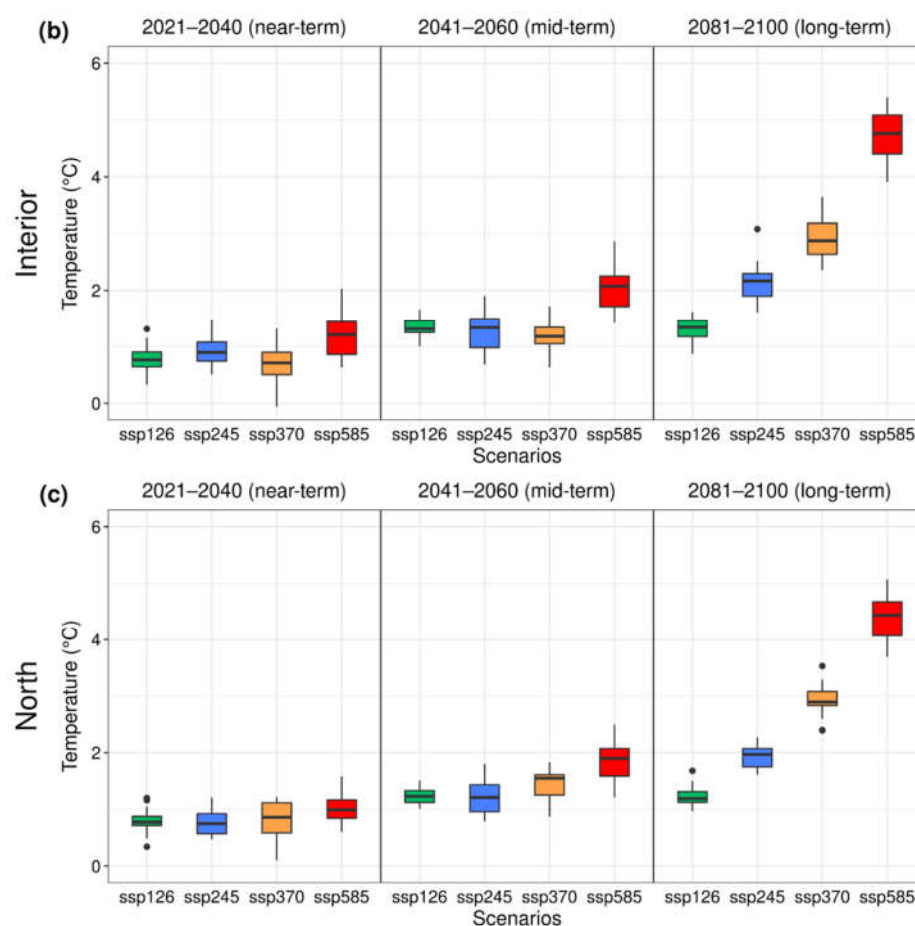 (b)
2021–2040 (near-term) 2041–2060 (mid-term) 2081–2100 (long-term)
Interior
Temperature (°C)
6
4
2
0
ssp126 ssp245 ssp370 ssp585 ssp126 ssp245 ssp370 ssp585 ssp126 ssp245 ssp370 ssp585
Scenarios
(c)
2021–2040 (near-term) 2041–2060 (mid-term) 2081–2100 (long-term)
North
Temperature (°C)
6
4
2
0
ssp126 ssp245 ssp370 ssp585 ssp126 ssp245 ssp370 ssp585 ssp126 ssp245 ssp370 ssp585
Scenarios